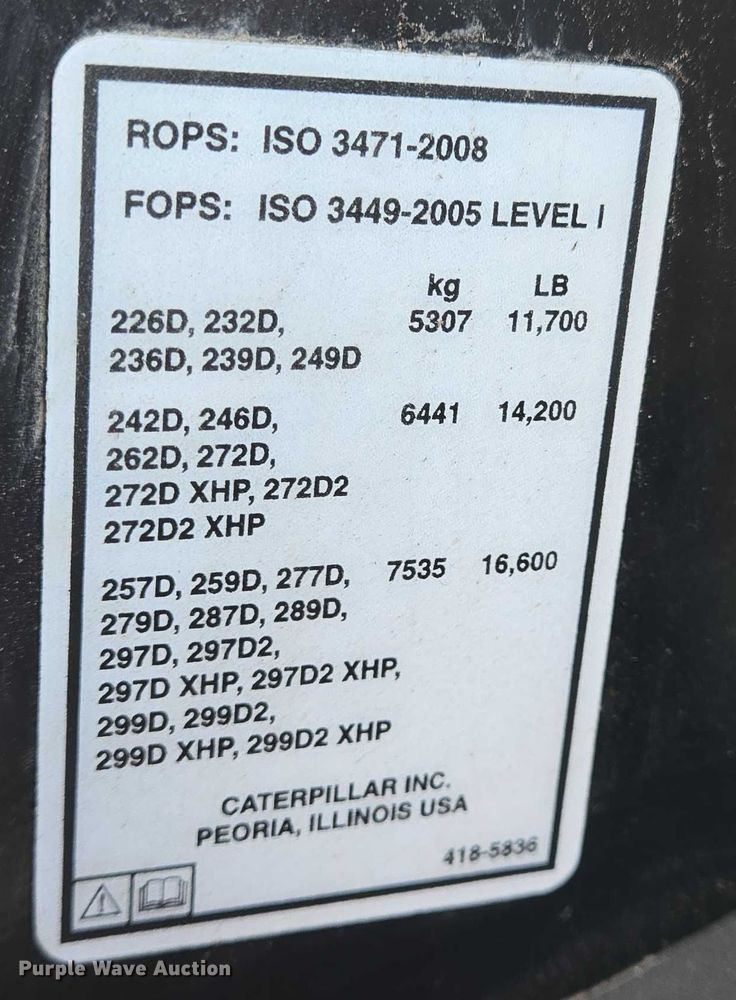 ROPS: ISO 3471-2008
FOPS: ISO 3449-2005 LEVEL I
kg LB
226D, 232D, 5307 11,700
236D, 239D, 249D
242D, 246D, 6441 14,200
262D, 272D,
272D XHP, 272D2
272D2 XHP
257D, 259D, 277D, 7535 16,600
279D, 287D, 289D,
297D, 297D2,
297D XHP, 297D2 XHP,
299D, 299D2,
299D XHP, 299D2 XHP
CATERPILLAR INC.
PEORIA, ILLINOIS USA
418-5836
Purple Wave Auction